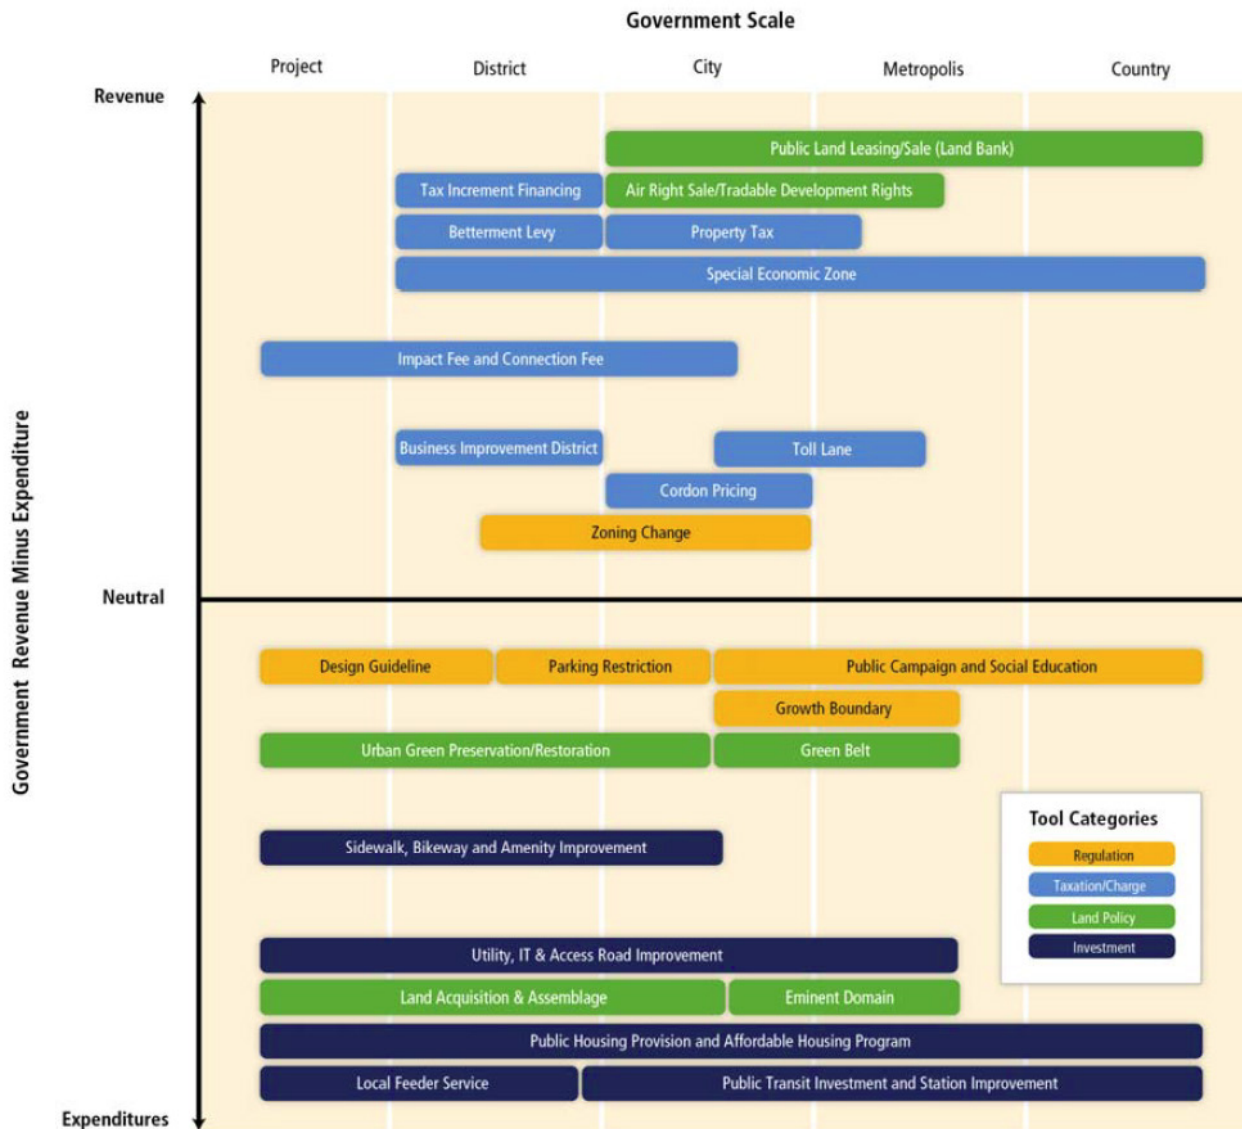 Government Scale
Project District City Metropolis Country
Revenue
Public Land Leasing/Sale (Land Bank)
Tax Increment Financing Air Right Sale/Tradable Development Rights
Betterment Levy Property Tax
Special Economic Zone
Impact Fee and Connection Fee
Business Improvement District Toll Lane
Cordon Pricing
Zoning Change
Government Revenue Minus Expenditure
Neutral
Design Guideline Parking Restriction Public Campaign and Social Education
Growth Boundary
Urban Green Preservation/Restoration Green Belt
Sidewalk, Bikeway and Amenity Improvement
Utility, IT & Access Road Improvement
Land Acquisition & Assemblage Eminent Domain
Public Housing Provision and Affordable Housing Program
Local Feeder Service Public Transit Investment and Station Improvement
Expenditures
Tool Categories
Regulation
Taxation/Charge
Land Policy
Investment